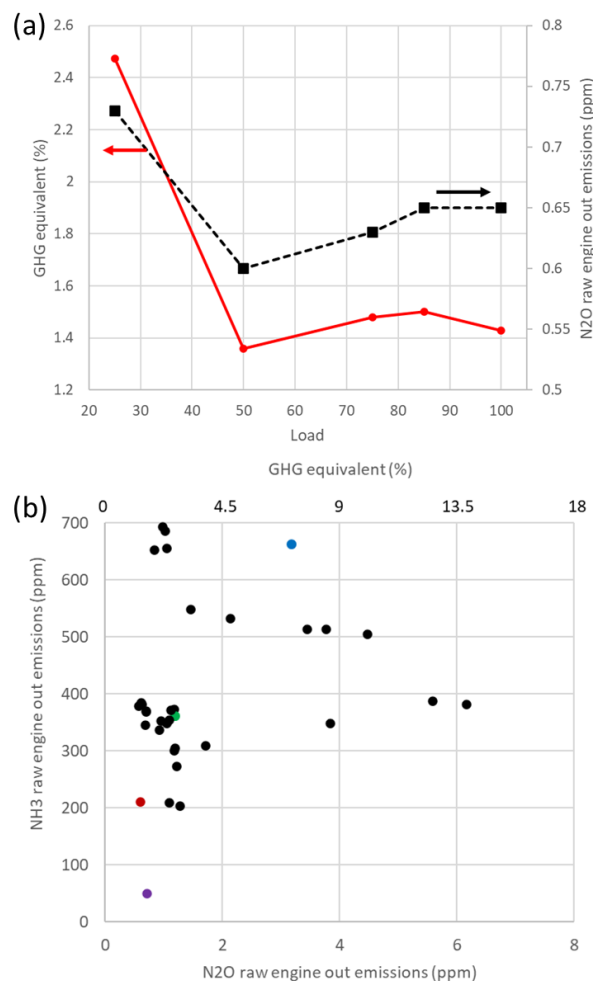 (a)
2.6
2.4
2.2
2
1.8
1.6
1.4
1.2
GHG equivalent (%)
0.8
0.75
0.7
0.65
0.6
0.55
0.5
N2O raw engine out emissions (ppm)
20 30 40 50 60 70 80 90 100
Load
GHG equivalent (%)
(b)
0 4.5 9 13.5 18
700
600
500
400
300
200
100
0
NH3 raw engine out emissions (ppm)
0 2 4 6 8
N2O raw engine out emissions (ppm)